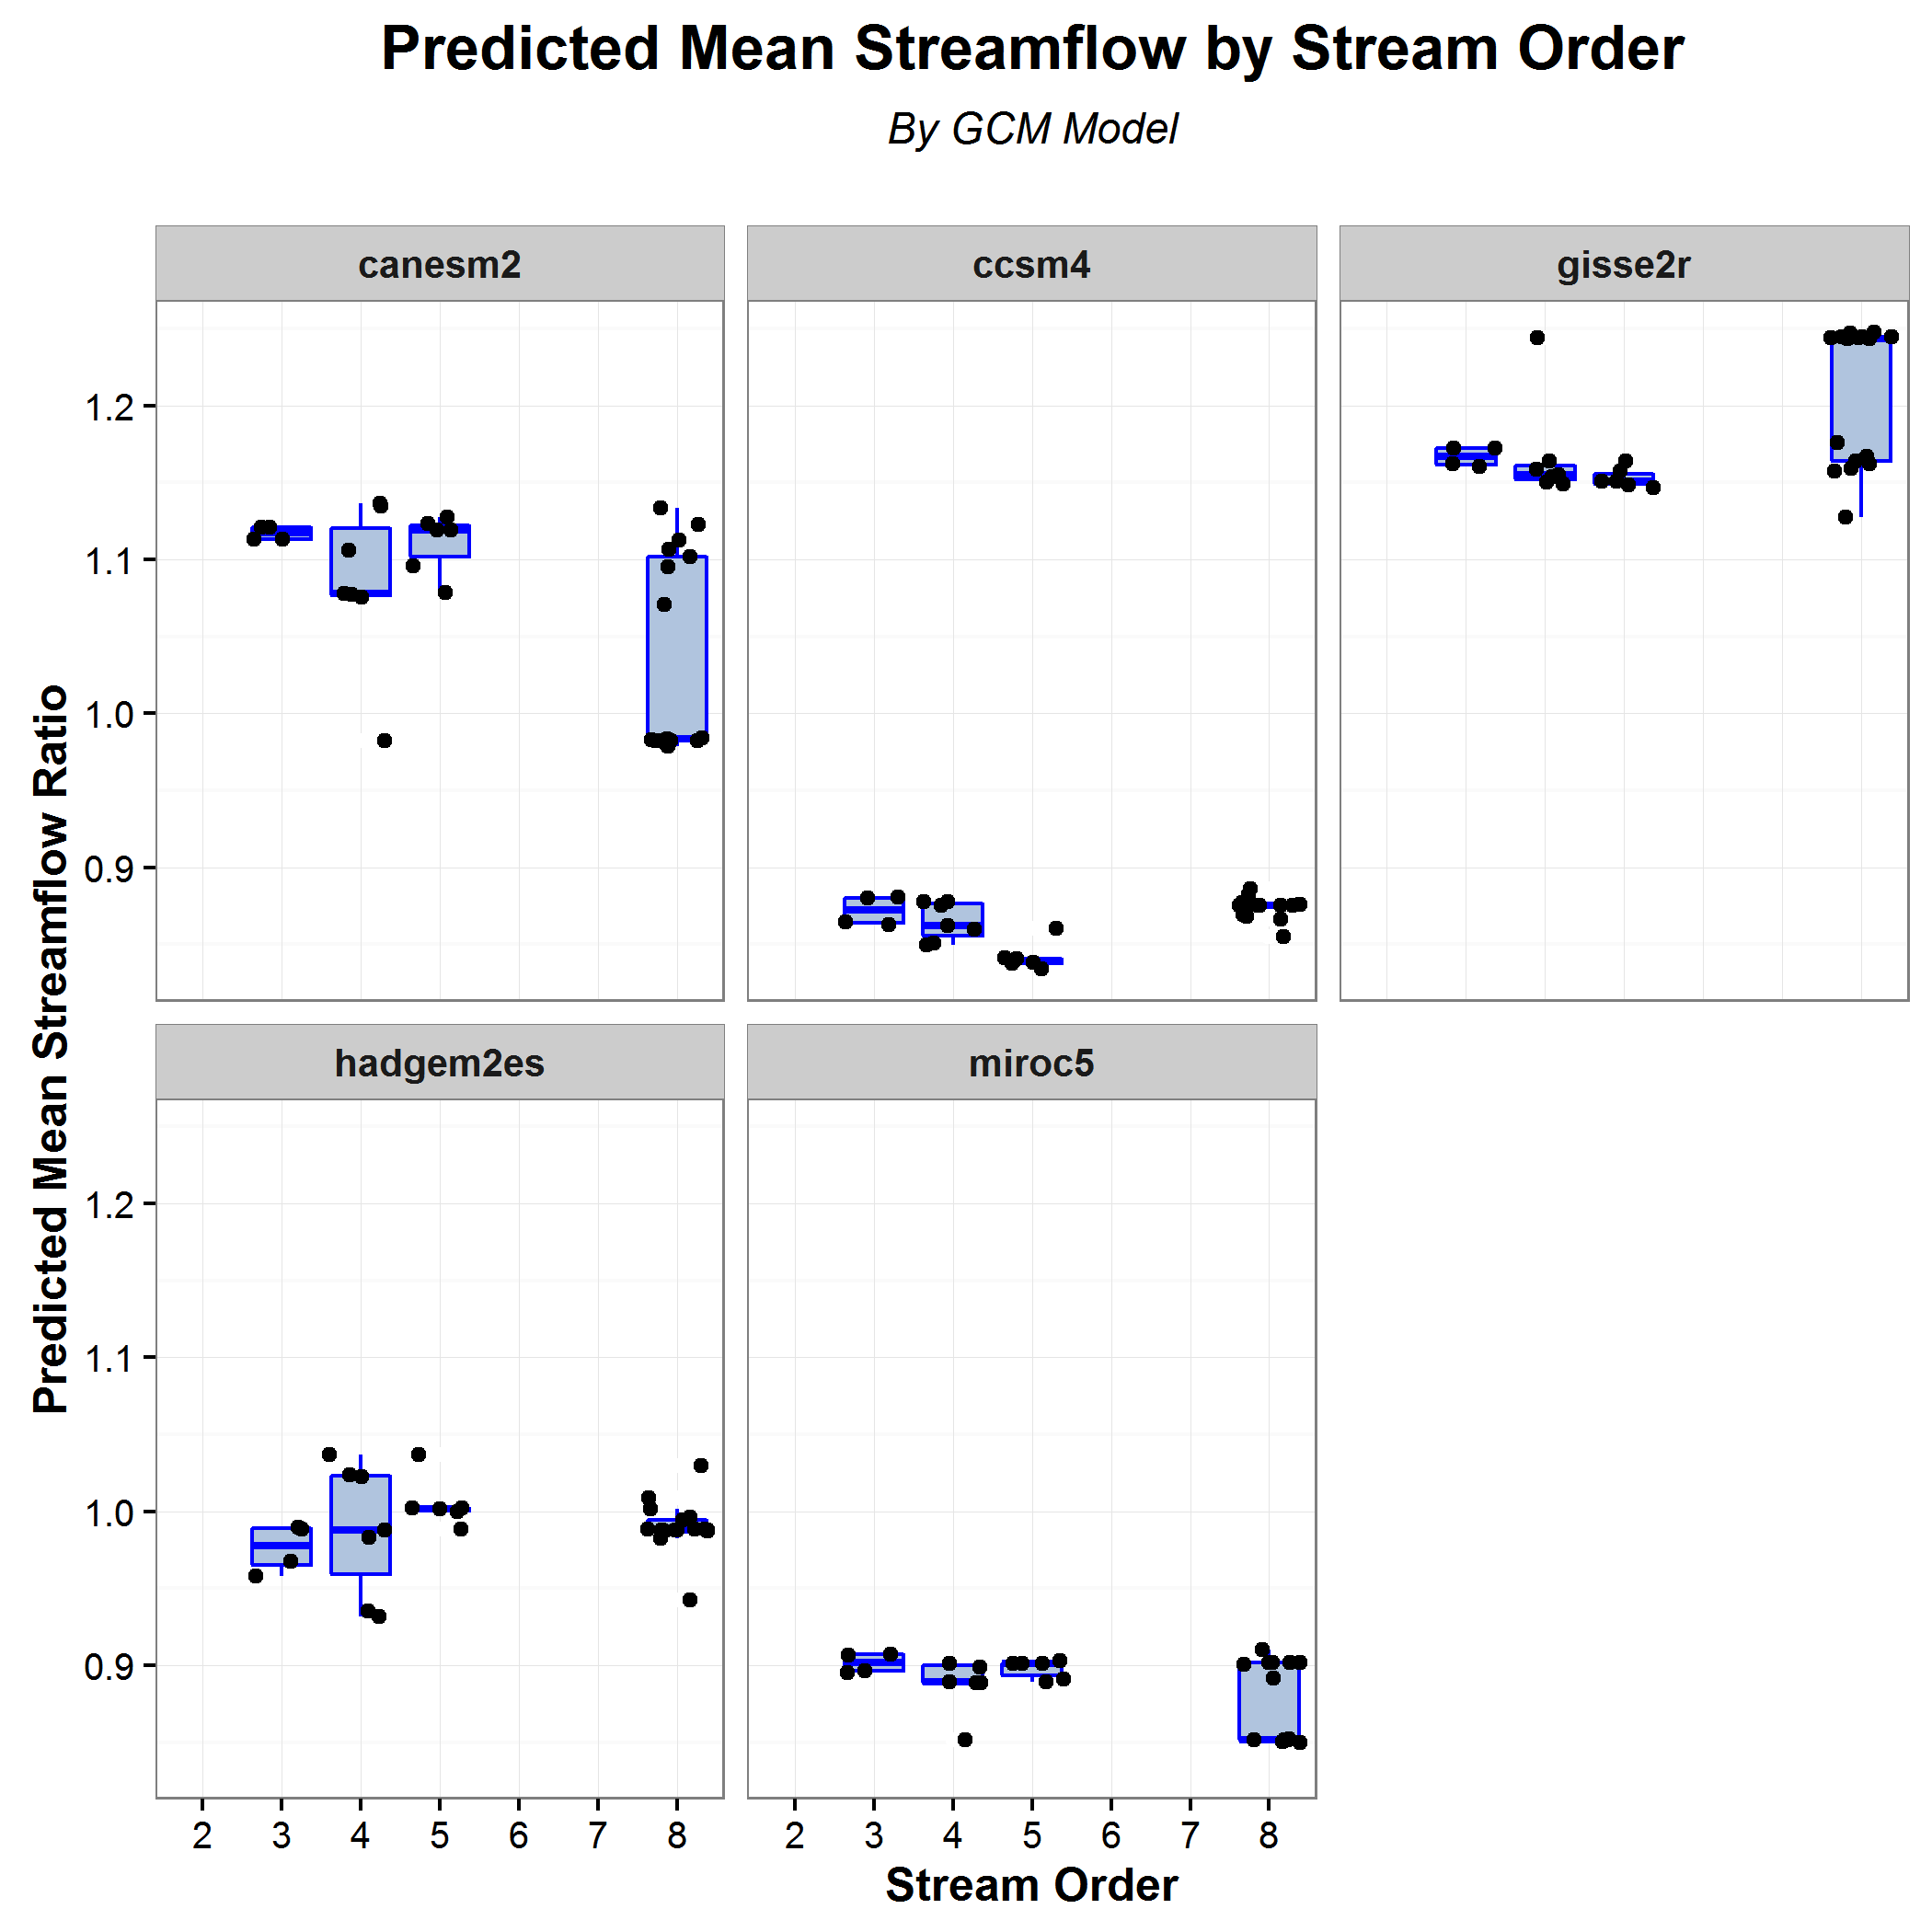 Predicted Mean Streamflow by Stream Order
By GCM Model
canesm2
ccsm4
gisse2r
1.2
1.1
1.0
0.9
Predicted Mean Streamflow Ratio
hadgem2es
miroc5
1.2
1.1
1.0
0.9
2 3 4 5 6 7 8
2 3 4 5 6 7 8
Stream Order